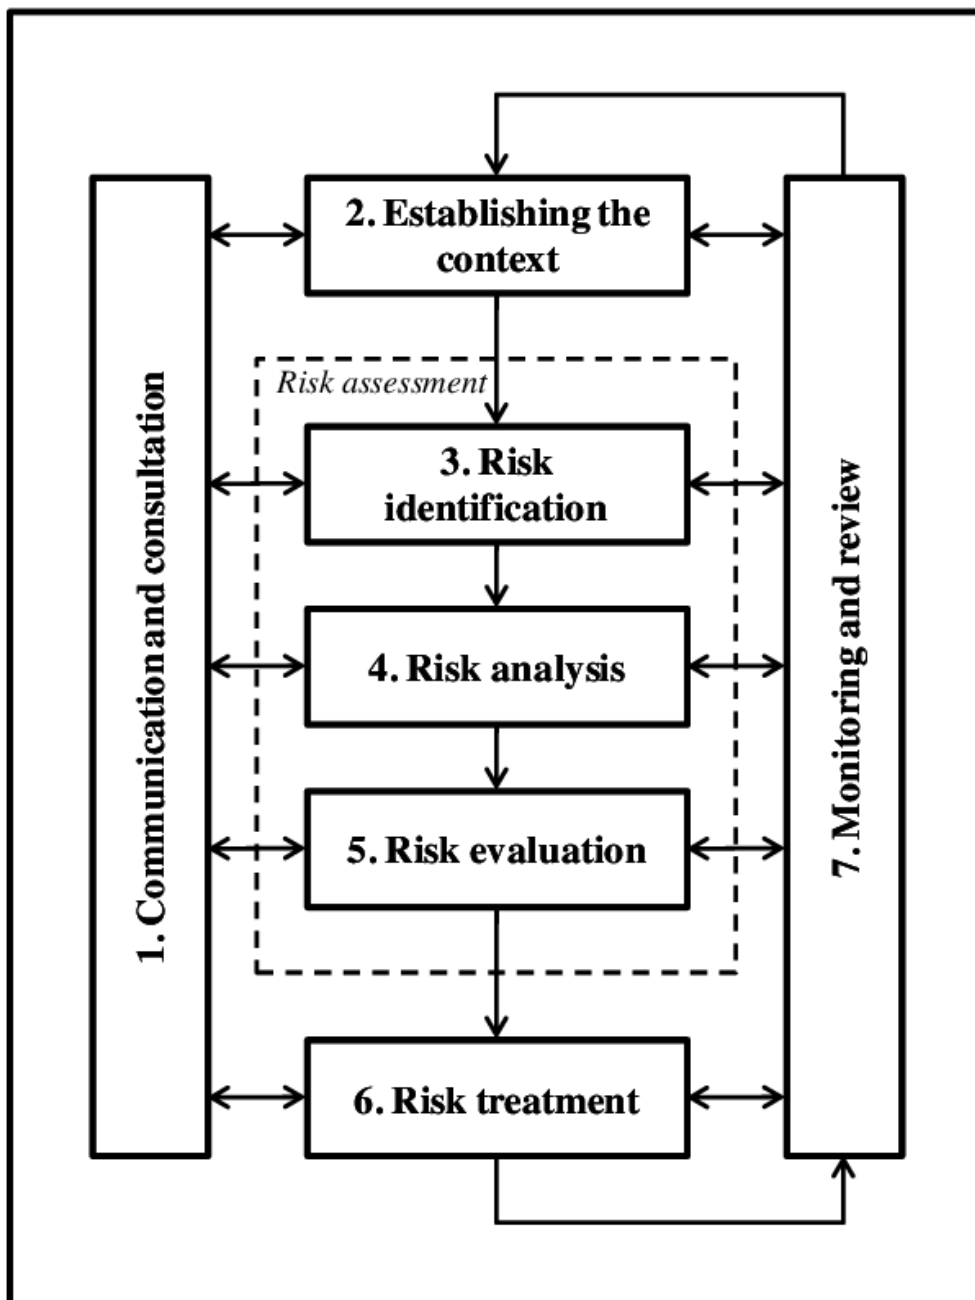 2. Establishing the
context
Risk assessment
3. Risk
identification
4. Risk analysis
5. Risk evaluation
6. Risk treatment
1. Communication and consultation
7. Monitoring and review